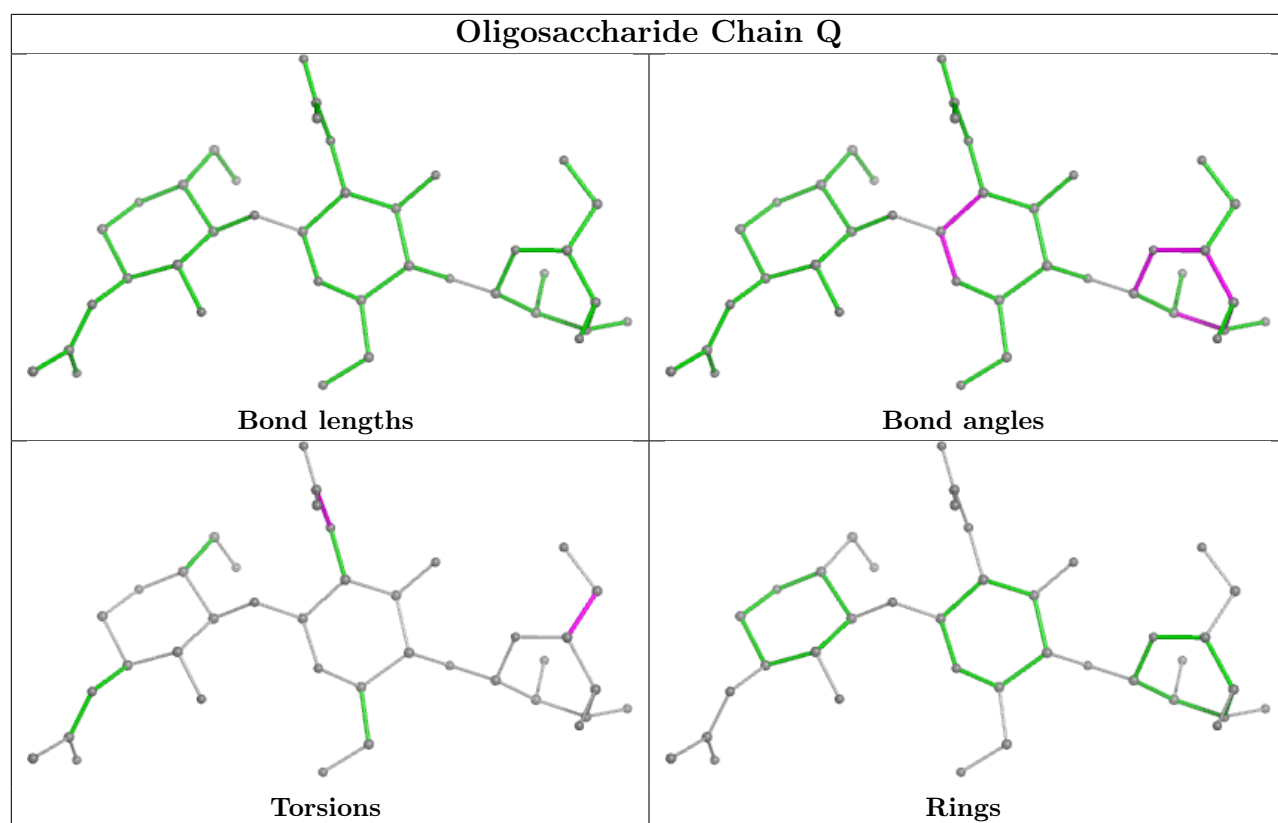 Oligosaccharide Chain Q
Bond lengths
Bond angles
Torsions
Rings